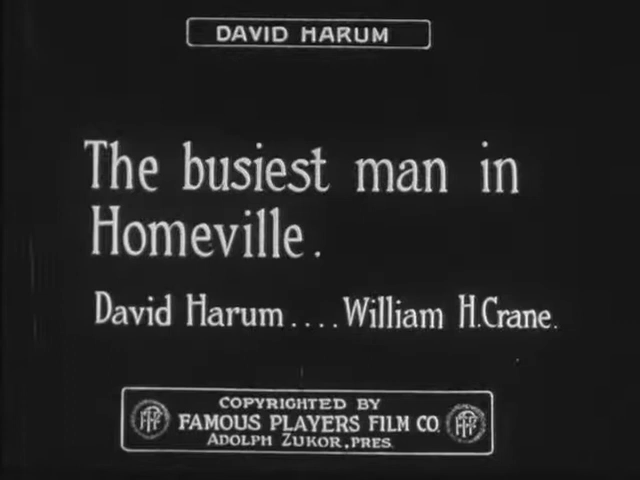 DAVID HARUM
The busiest man in
Homeville.
David Harum.... William H. Crane.
COPYRIGHTED BY
FAMOUS PLAYERS FILM CO.
ADOLPH ZUKOR, PRES.